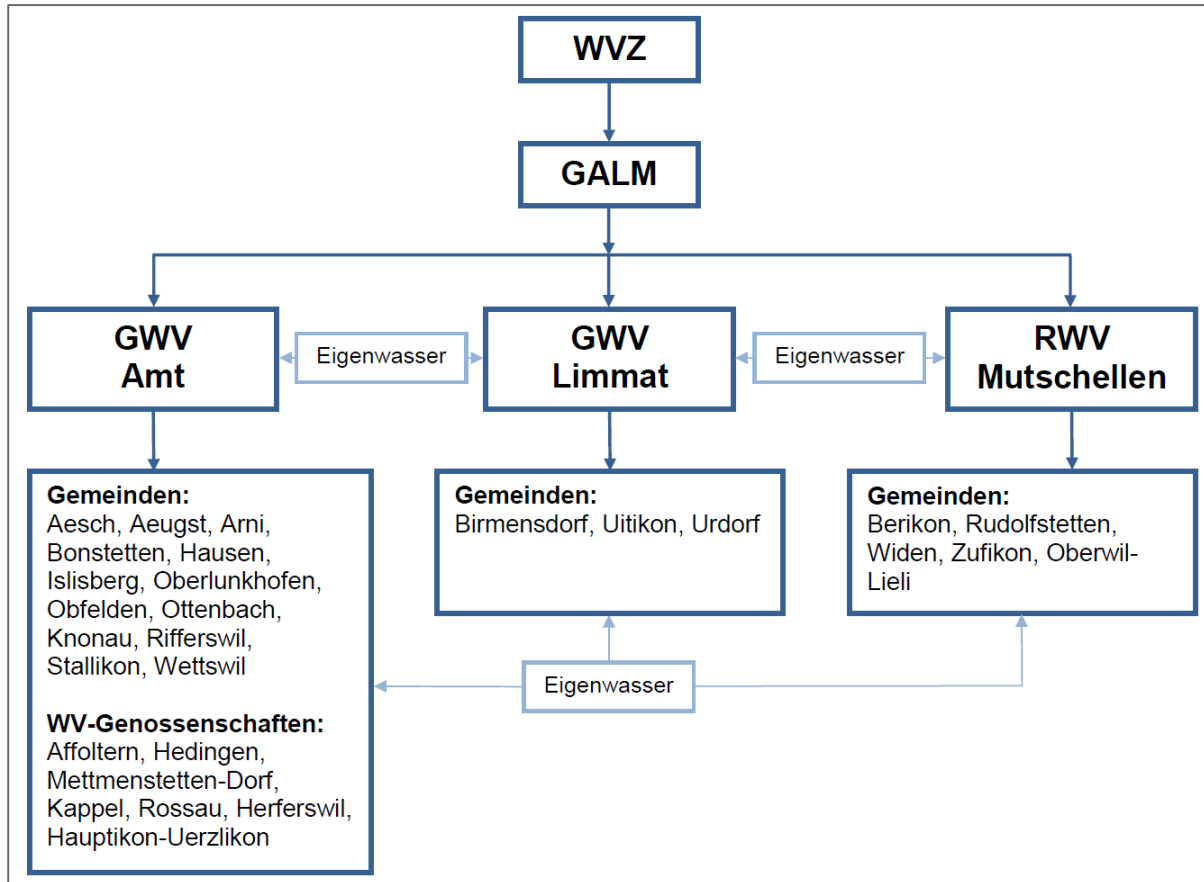 WVZ
GALM
GWV
Amt
Eigenwasser
GWV
Limmat
Eigenwasser
RWV
Mutschellen
Gemeinden:
Aesch, Aeugst, Arni,
Bonstetten, Hausen,
Islisberg, Oberlunkhofen,
Obfelden, Ottenbach,
Knonau, Rifferswil,
Stallikon, Wettswil
WV-Genossenschaften:
Affoltern, Hedingen,
Mettmenstetten-Dorf,
Kappel, Rossau, Herferswil,
Hauptikon-Uerzlikon
Gemeinden:
Birmensdorf, Uitikon, Urdorf
Gemeinden:
Berikon, Rudolfstetten,
Widen, Zufikon, Oberwil-
Lieli
Eigenwasser